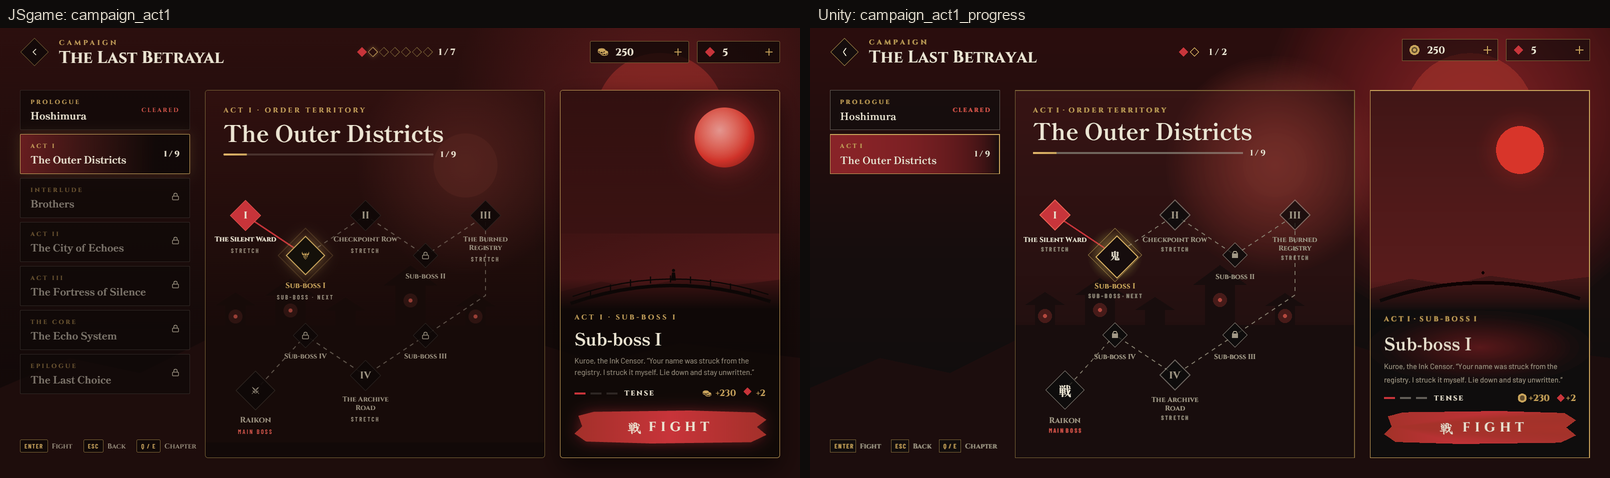 JSgame: campaign_act1
CAMPAIGN
THE LAST BETRAYAL
1 / 7
250 +
5 +
PROLOGUE
Hoshimura
CLEARED
ACT I
The Outer Districts
1 / 9
INTERLUDE
Brothers
ACT II
The City of Echoes
ACT III
The Fortress of Silence
THE CORE
The Echo System
EPILOGUE
The Last Choice
ENTER FIGHT ESC BACK Q / E CHAPTER
ACT I · ORDER TERRITORY
The Outer Districts
1 / 9
I
THE SILENT WARD
STRETCH
II
CHECKPOINT ROW
STRETCH
III
THE BURNED
REGISTRY
STRETCH
SUB-BOSS I
SUB-BOSS · NEXT
SUB-BOSS II
SUB-BOSS IV
SUB-BOSS III
RAIKON
MAIN BOSS
IV
THE ARCHIVE
ROAD
STRETCH
ACT I · SUB-BOSS I
Sub-boss I
Kuroe, the Ink Censor. "Your name was struck from the
registry. I struck it myself. Lie down and stay unwritten."
TENSE
+230 +2
戦 FIGHT
Unity: campaign_act1_progress
CAMPAIGN
THE LAST BETRAYAL
1 / 2
250 +
5 +
PROLOGUE
Hoshimura
CLEARED
ACT I
The Outer Districts
1 / 9
ENTER FIGHT ESC BACK Q / E CHAPTER
ACT I · ORDER TERRITORY
The Outer Districts
1 / 9
I
THE SILENT WARD
STRETCH
II
CHECKPOINT ROW
STRETCH
III
THE BURNED
REGISTRY
STRETCH
鬼
SUB-BOSS I
SUB-BOSS · NEXT
SUB-BOSS II
SUB-BOSS IV
SUB-BOSS III
戦
RAIKON
MAIN BOSS
IV
THE ARCHIVE
ROAD
STRETCH
ACT I · SUB-BOSS I
Sub-boss I
Kuroe, the Ink Censor. "Your name was struck from the
registry. I struck it myself. Lie down and stay unwritten."
TENSE
+230 +2
戦 FIGHT